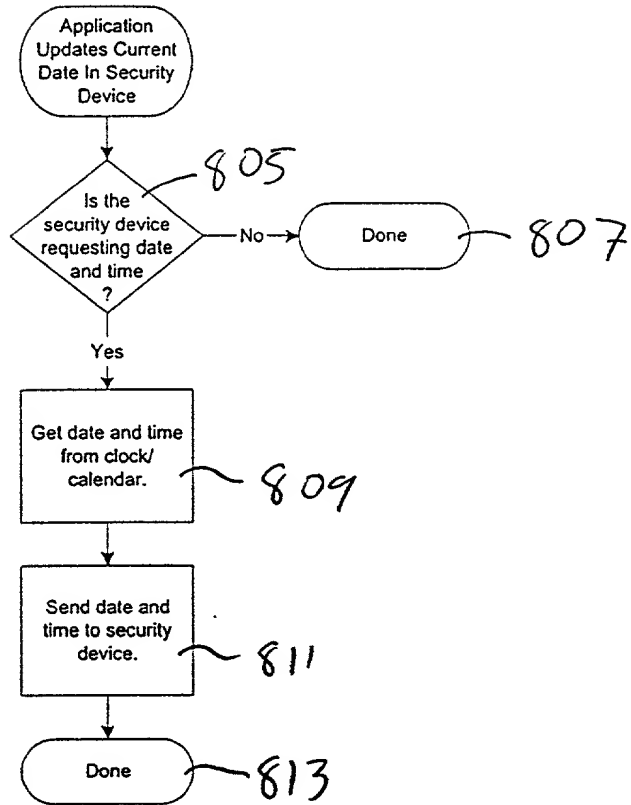 Application
Updates Current
Date In Security
Device
805
Is the
security device
requesting date
and time
?
No
Done
807
Yes
Get date and time
from clock/
calendar.
809
Send date and
time to security
device.
811
Done
813